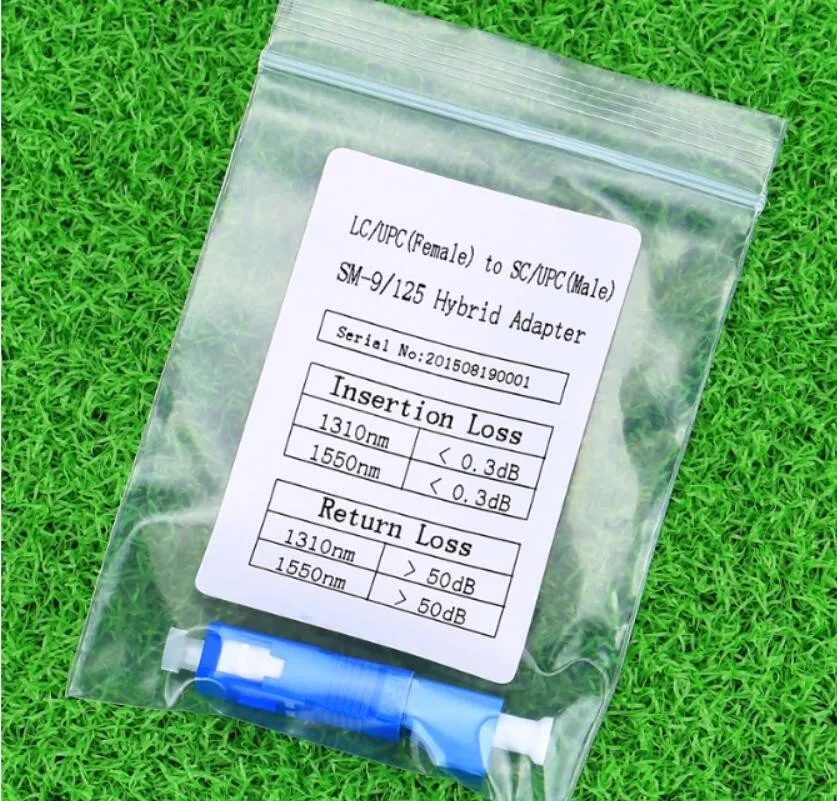 LC/UPC(Female) to SC/UPC(Male)
SM-9/125 Hybrid Adapter
Serial No:201508190001
Insertion Loss
1310nm < 0.3dB
1550nm < 0.3dB
Return Loss
1310nm > 50dB
1550nm > 50dB